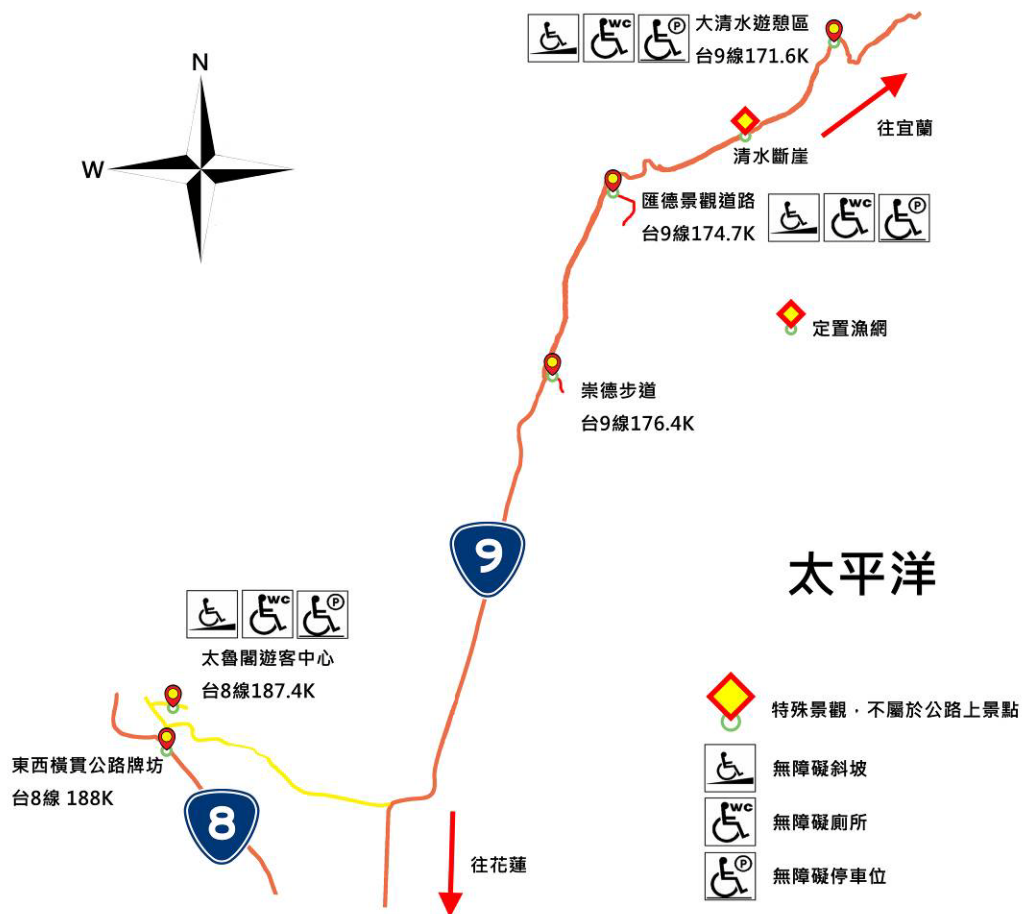 大清水遊憩區
台9線171.6K
往宜蘭
清水斷崖
N
W
匯德景觀道路
台9線174.7K
定置漁網
崇德步道
台9線176.4K
9
太平洋
太魯閣遊客中心
台8線187.4K
東西橫貫公路牌坊
台8線 188K
8
往花蓮
特殊景觀，不屬於公路上景點
無障礙斜坡
WC
無障礙廁所
P
無障礙停車位
WC
P
WC
P
WC
P